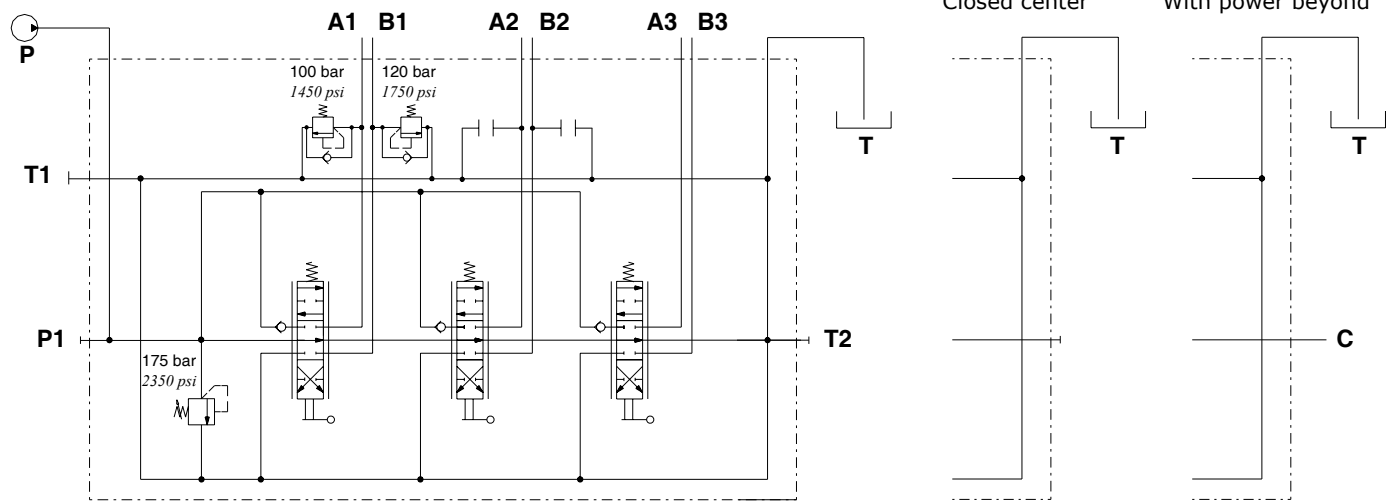 Closed center
With power beyond
A1 B1 A2 B2 A3 B3
P
100 bar
1450 psi
120 bar
1750 psi
T
T
T
T1
P1
T2
C
175 bar
2350 psi